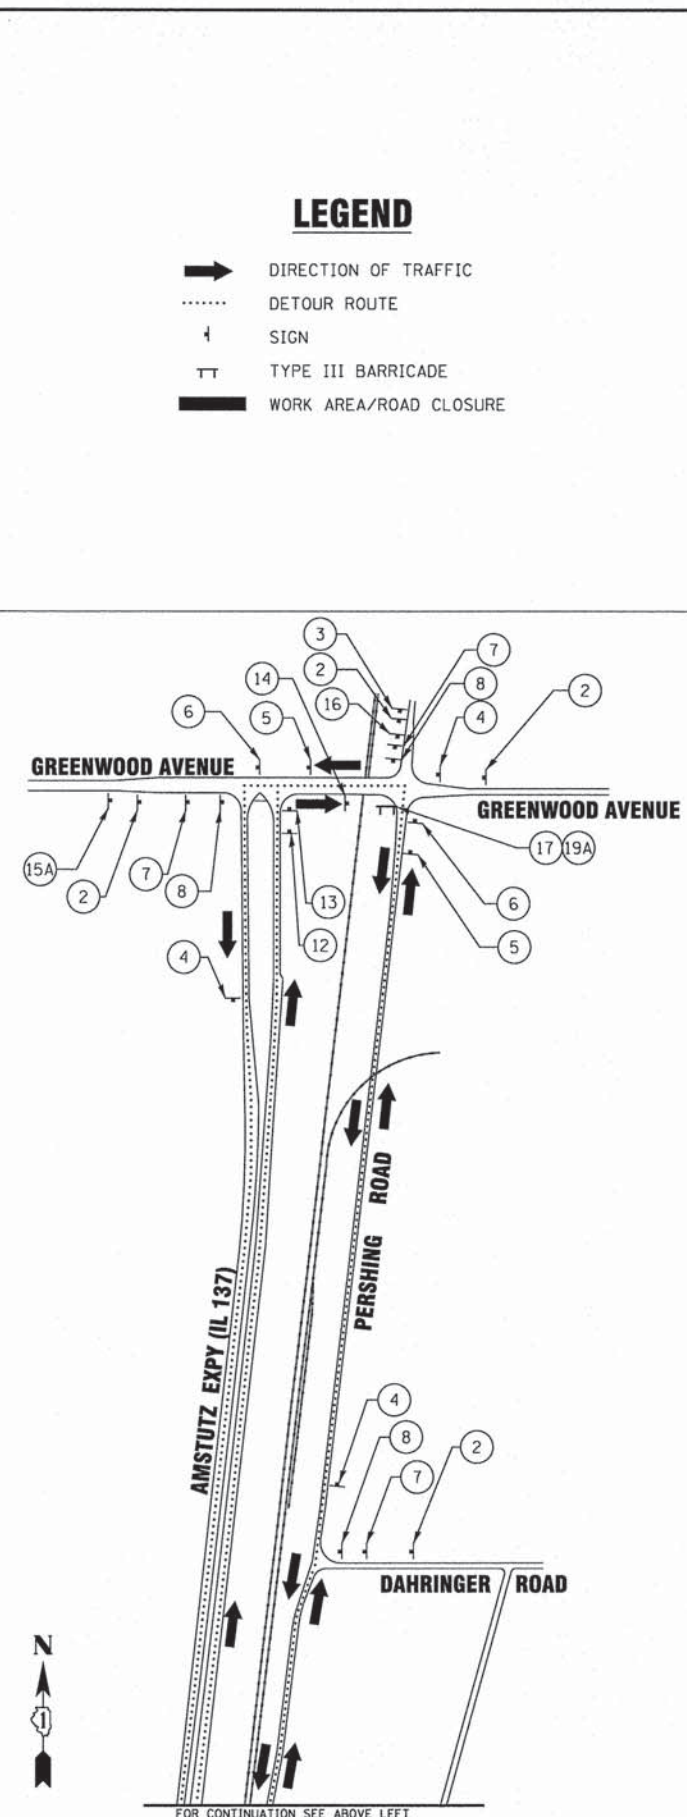 LEGEND
DIRECTION OF TRAFFIC
DETOUR ROUTE
SIGN
TYPE III BARRICADE
WORK AREA/ROAD CLOSURE
3
2
7
14
16
8
2
6
5
4
GREENWOOD AVENUE
GREENWOOD AVENUE
15A
2
7
8
13
12
17
19A
6
5
4
PERSHING ROAD
AMSTUTZ EXPY (IL 137)
4
8
7
2
DAHRINGER ROAD
N
1
FOR CONTINUATION SEE ABOVE LEFT